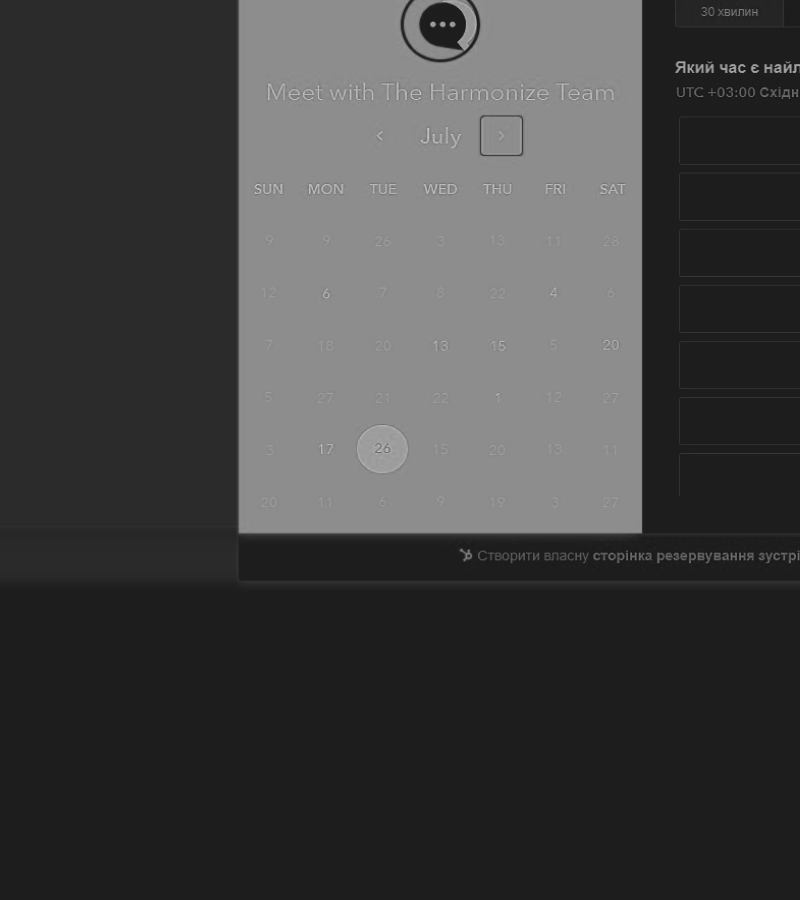 30 хвилин
Meet with The Harmonize Team
Який час є найл
UTC +03:00 Східн
July
SUN MON TUE WED THU FRI SAT
9 9 26 3 13 11 28
12 6 7 8 22 4 6
7 18 20 13 15 5 20
5 27 21 22 1 12 27
3 17 26 15 20 13 11
20 11 6 9 19 3 27
Створити власну сторінка резервування зустрі